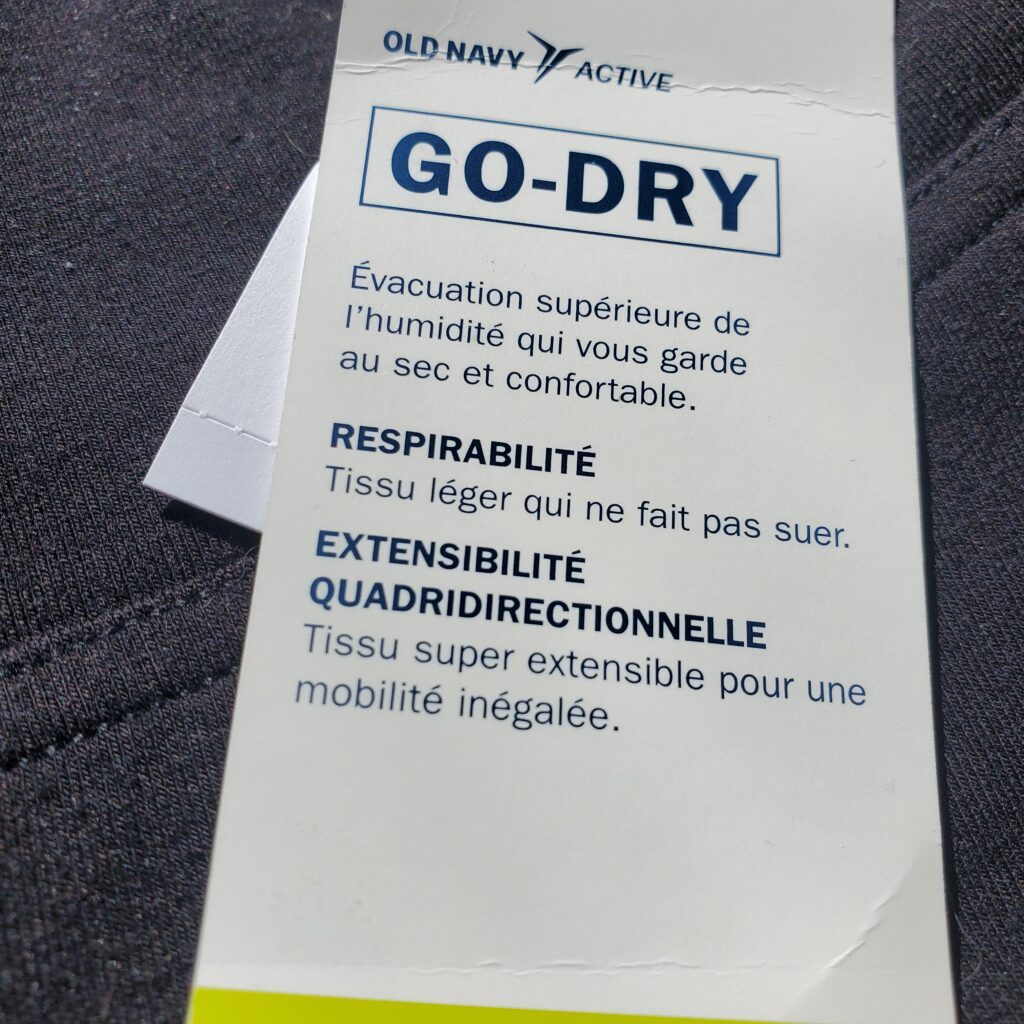 OLD NAVY ACTIVE
GO-DRY
Évacuation supérieure de
l'humidité qui vous garde
au sec et confortable.
RESPIRABILITÉ
Tissu léger qui ne fait pas suer.
EXTENSIBILITÉ
QUADRIDIRECTIONNELLE
Tissu super extensible pour une
mobilité inégalée.